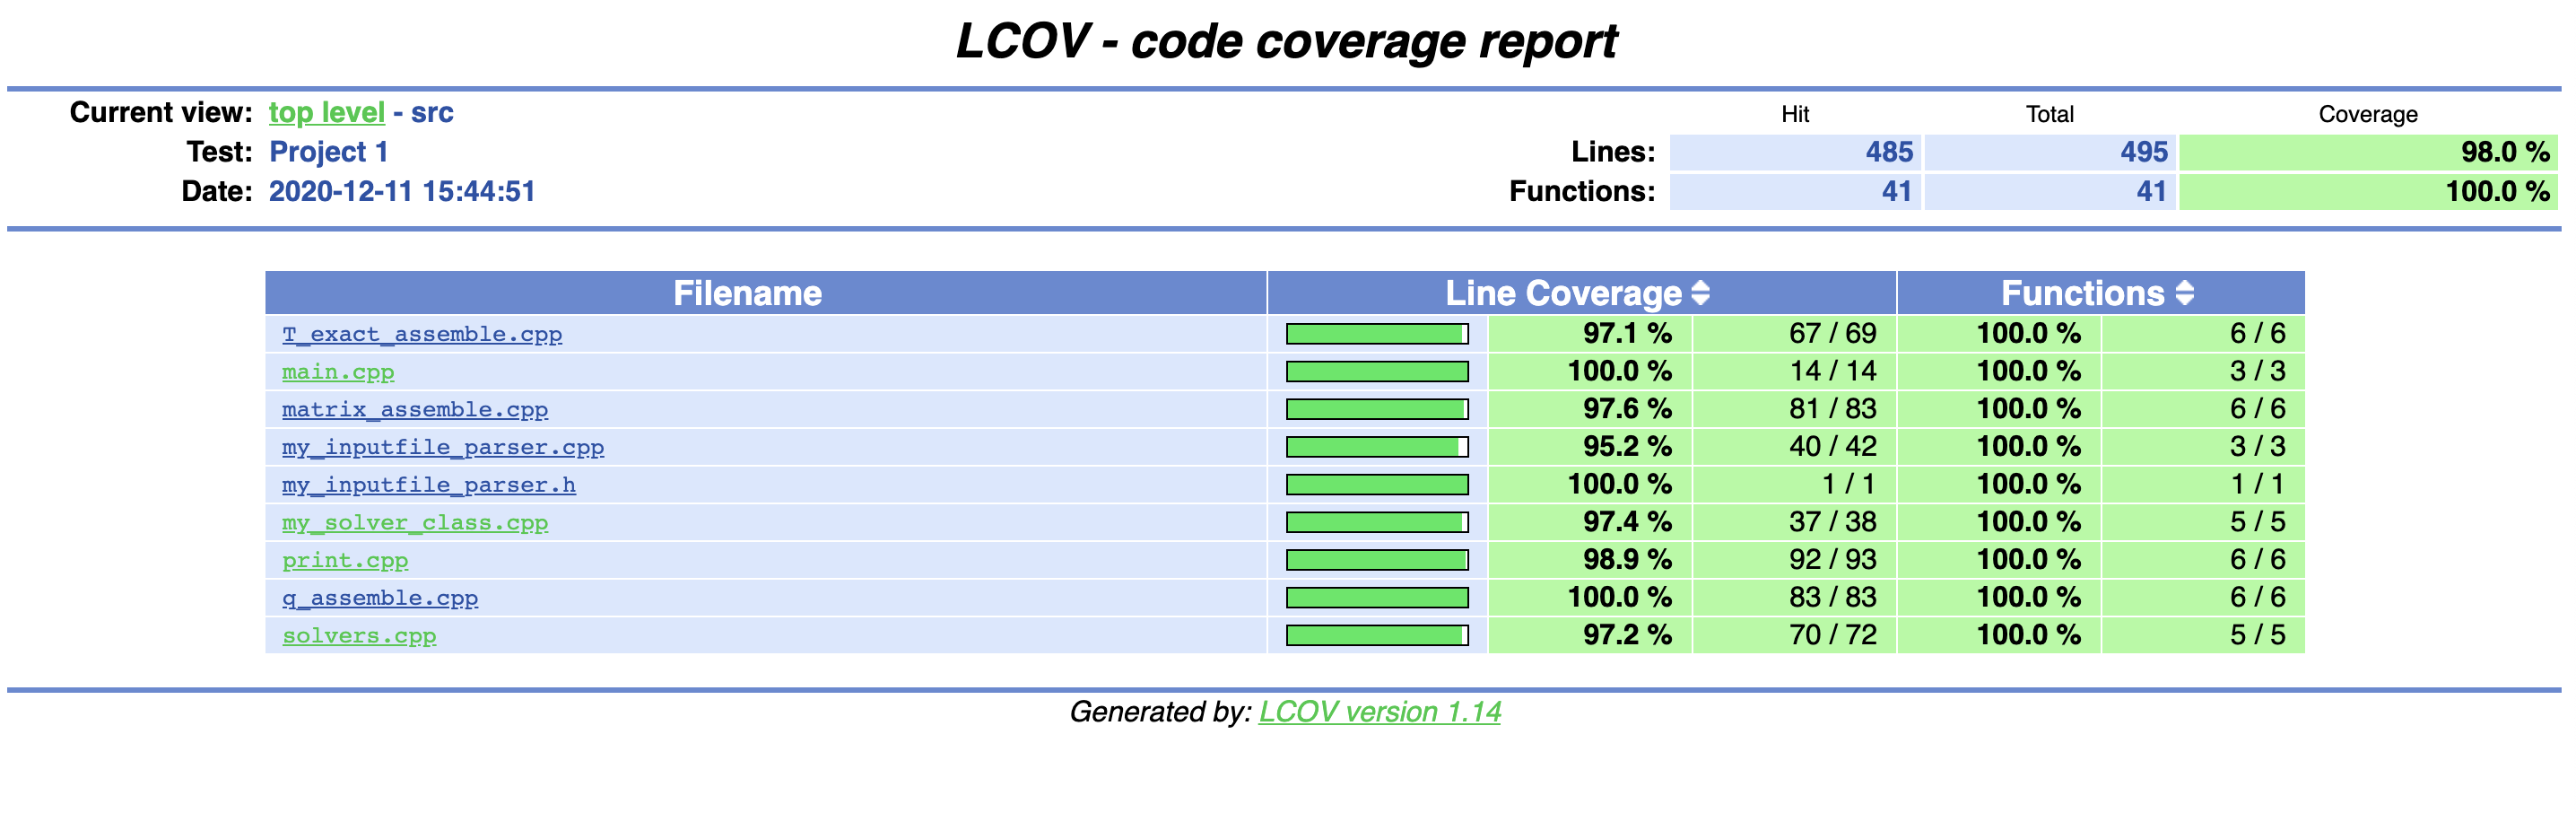 LCOV - code coverage report
Current view: top level - src
Hit Total Coverage
Test: Project 1
Lines: 485 495 98.0 %
Date: 2020-12-11 15:44:51
Functions: 41 41 100.0 %
Filename Line Coverage Functions
T_exact_assemble.cpp 97.1 % 67 / 69 100.0 % 6 / 6
main.cpp 100.0 % 14 / 14 100.0 % 3 / 3
matrix_assemble.cpp 97.6 % 81 / 83 100.0 % 6 / 6
my_inputfile_parser.cpp 95.2 % 40 / 42 100.0 % 3 / 3
my_inputfile_parser.h 100.0 % 1 / 1 100.0 % 1 / 1
my_solver_class.cpp 97.4 % 37 / 38 100.0 % 5 / 5
print.cpp 98.9 % 92 / 93 100.0 % 6 / 6
q_assemble.cpp 100.0 % 83 / 83 100.0 % 6 / 6
solvers.cpp 97.2 % 70 / 72 100.0 % 5 / 5
Generated by: LCOV version 1.14